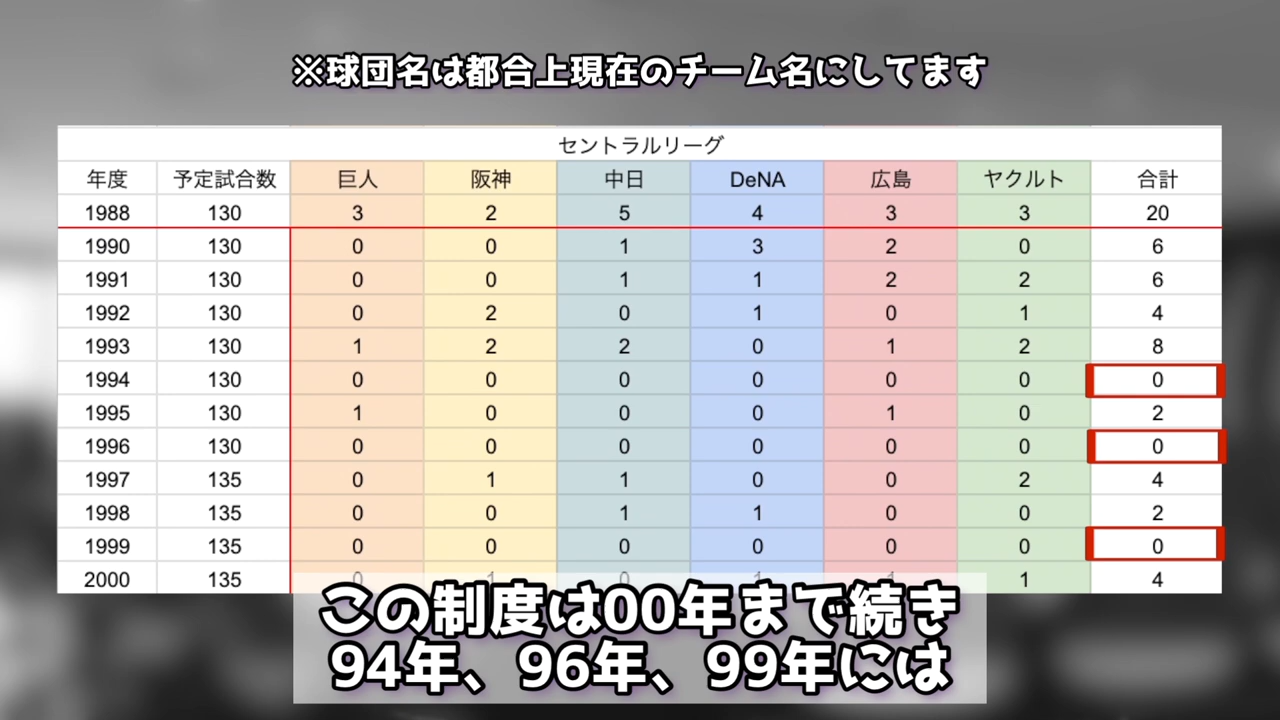 ※球団名は都合上現在のチーム名にしてます
セントラルリーグ
年度 予定試合数 巨人 阪神 中日 DeNA 広島 ヤクルト 合計
1988 130 3 2 5 4 3 3 20
1990 130 0 0 1 3 2 0 6
1991 130 0 0 1 1 2 2 6
1992 130 0 2 0 1 0 1 4
1993 130 1 2 2 0 1 2 8
1994 130 0 0 0 0 0 0 0
1995 130 1 0 0 0 1 0 2
1996 130 0 0 0 0 0 0 0
1997 135 0 1 1 0 0 2 4
1998 135 0 0 1 1 0 0 2
1999 135 0 0 0 0 0 0 0
2000 135 0 1 0 1 1 1 4
この制度は00年まで続き
94年、96年、99年には